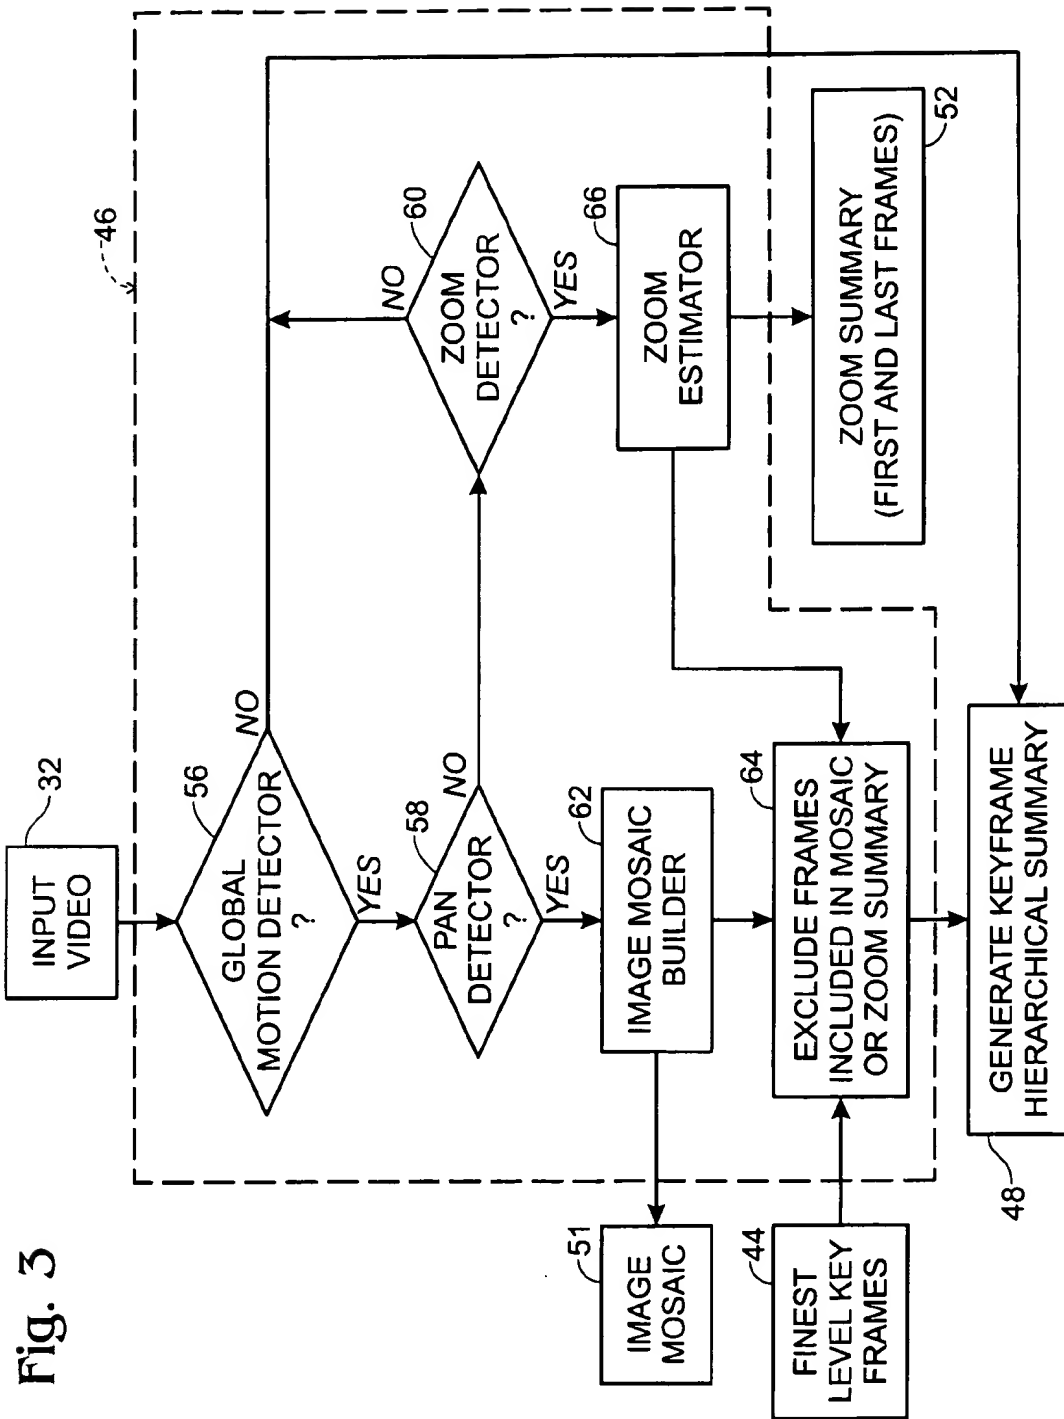 Fig. 3
INPUT
VIDEO
32
46
GLOBAL
MOTION DETECTOR
?
56
NO
YES
PAN
DETECTOR
?
58
NO
YES
ZOOM
DETECTOR
?
60
NO
YES
IMAGE MOSAIC
BUILDER
62
ZOOM
ESTIMATOR
66
IMAGE
MOSAIC
51
FINEST
LEVEL KEY
FRAMES
44
EXCLUDE FRAMES
INCLUDED IN MOSAIC
OR ZOOM SUMMARY
64
ZOOM SUMMARY
(FIRST AND LAST FRAMES)
52
GENERATE KEYFRAME
HIERARCHICAL SUMMARY
48